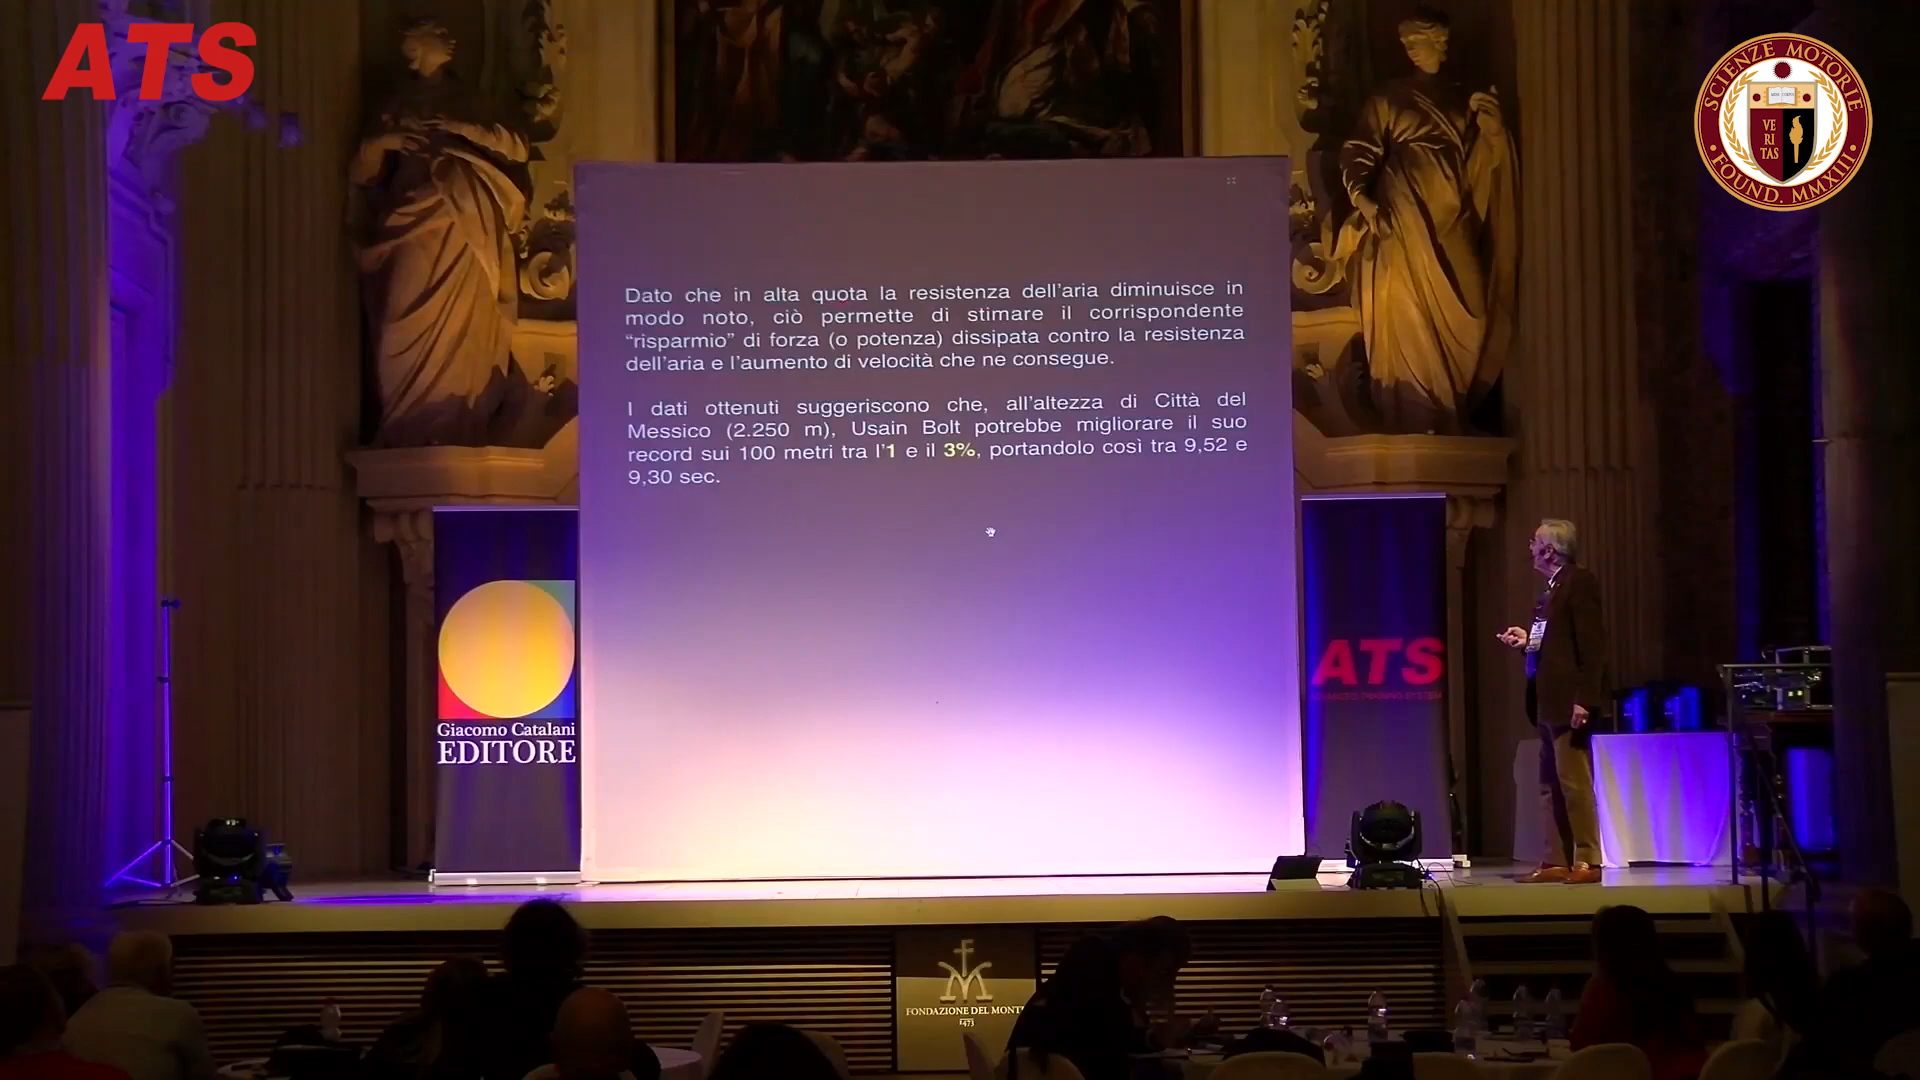 ATS
SCIENZE MOTORIE
VE
RI
TAS
FOUND. MMXIII
Dato che in alta quota la resistenza dell'aria diminuisce in
modo noto, ciò permette di stimare il corrispondente
“risparmio” di forza (o potenza) dissipata contro la resistenza
dell'aria e l'aumento di velocità che ne consegue.
I dati ottenuti suggeriscono che, all'altezza di Città del
Messico (2.250 m), Usain Bolt potrebbe migliorare il suo
record sui 100 metri tra l'1 e il 3%, portandolo così tra 9,52 e
9,30 sec.
Giacomo Catalani
EDITORE
ATS
FONDAZIONE DEL MONTE
1473